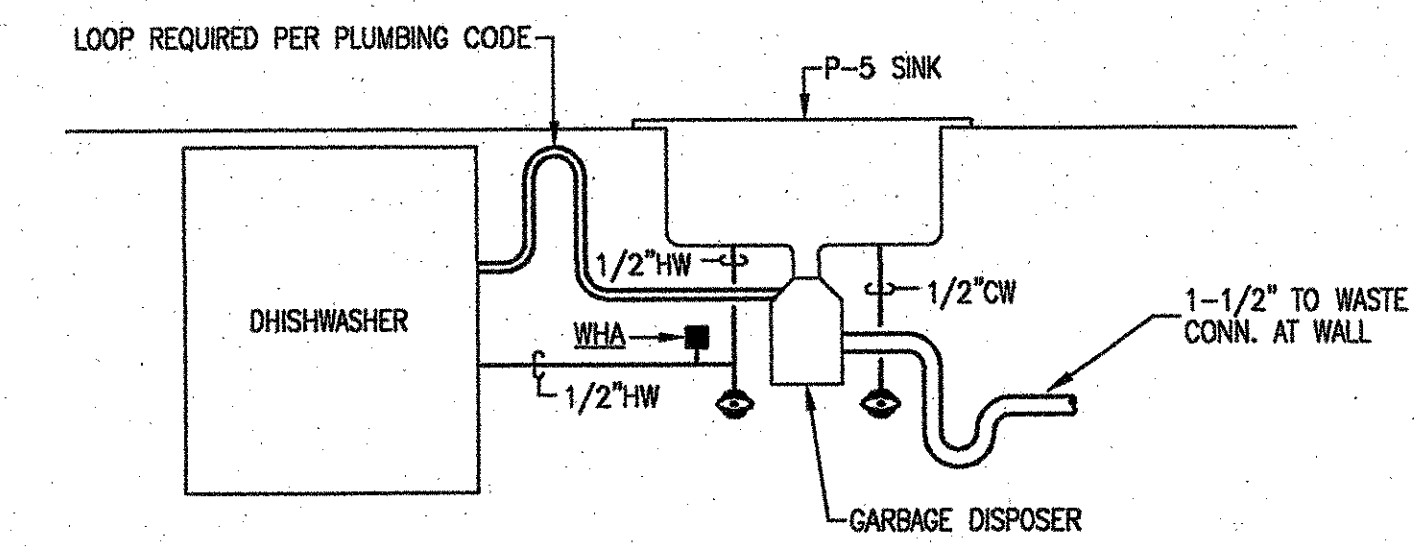 LOOP REQUIRED PER PLUMBING CODE
P-5 SINK
1/2"HW
1/2"CW
1-1/2" TO WASTE
CONN. AT WALL
DHISHWASHER
WHA
1/2"HW
GARBAGE DISPOSER